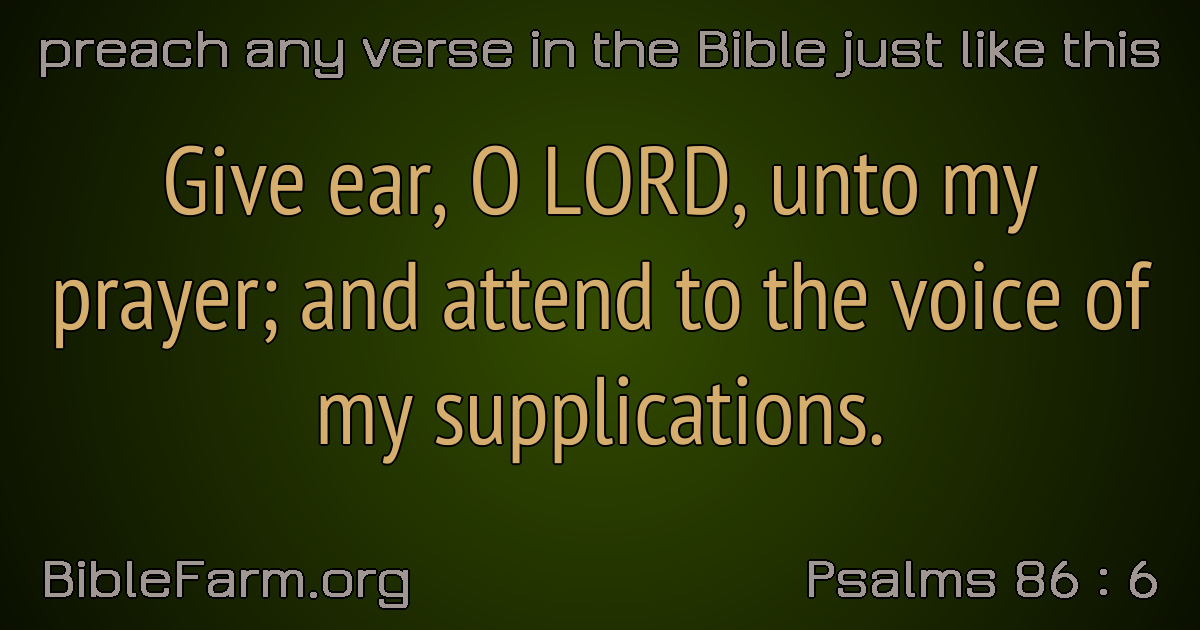 preach any verse in the Bible just like this
Give ear, O LORD, unto my
prayer; and attend to the voice of
my supplications.
BibleFarm.org
Psalms 86 : 6